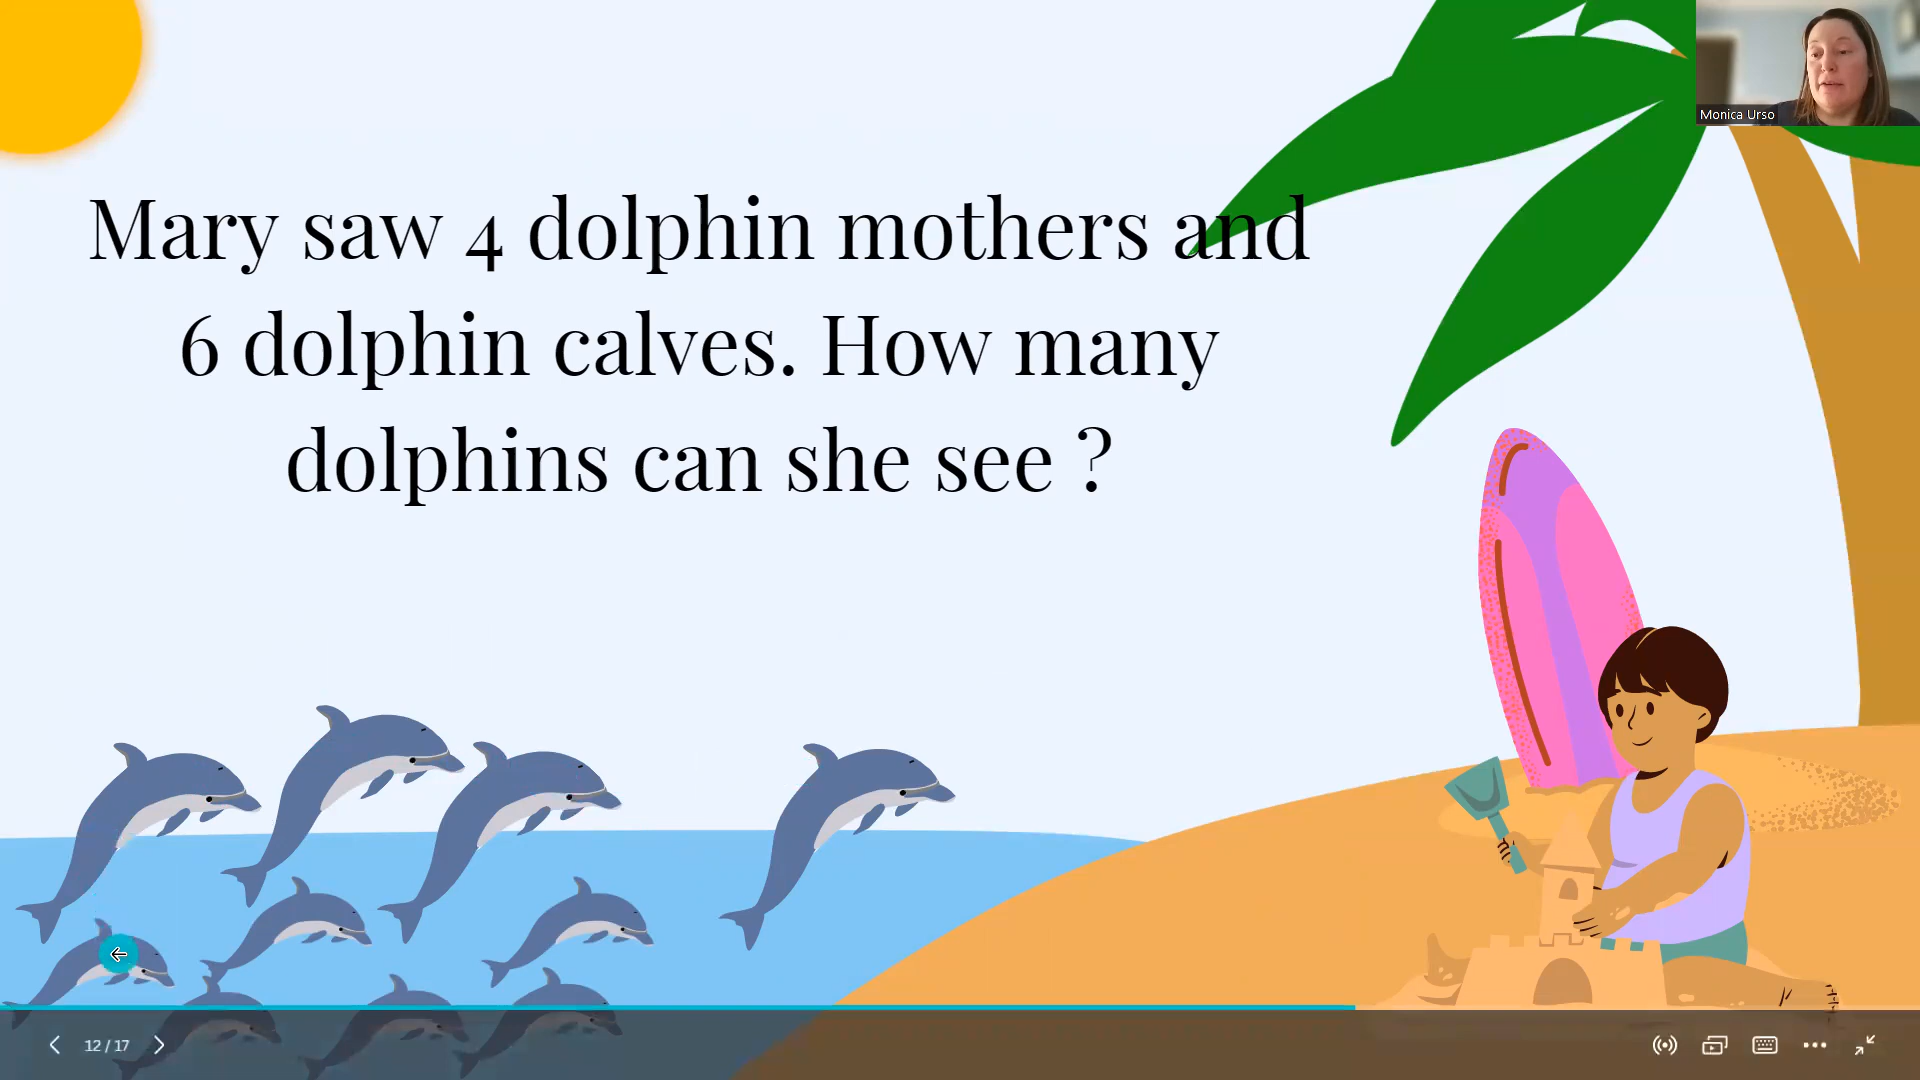 Monica Urso
Mary saw 4 dolphin mothers and
6 dolphin calves. How many
dolphins can she see ?
12 / 17